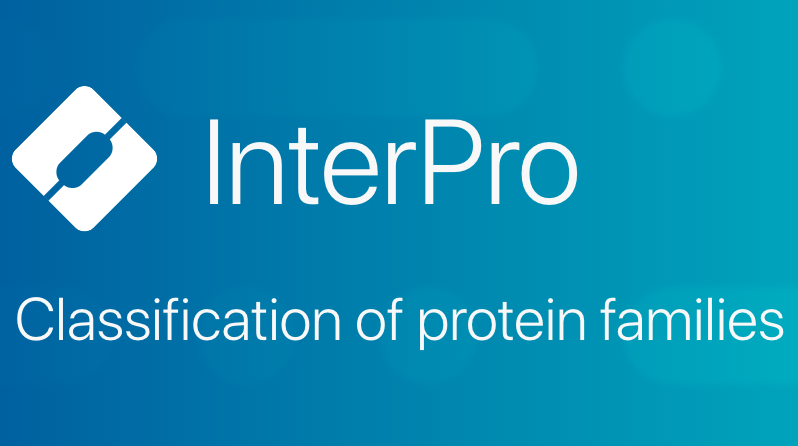 InterPro
Classification of protein families